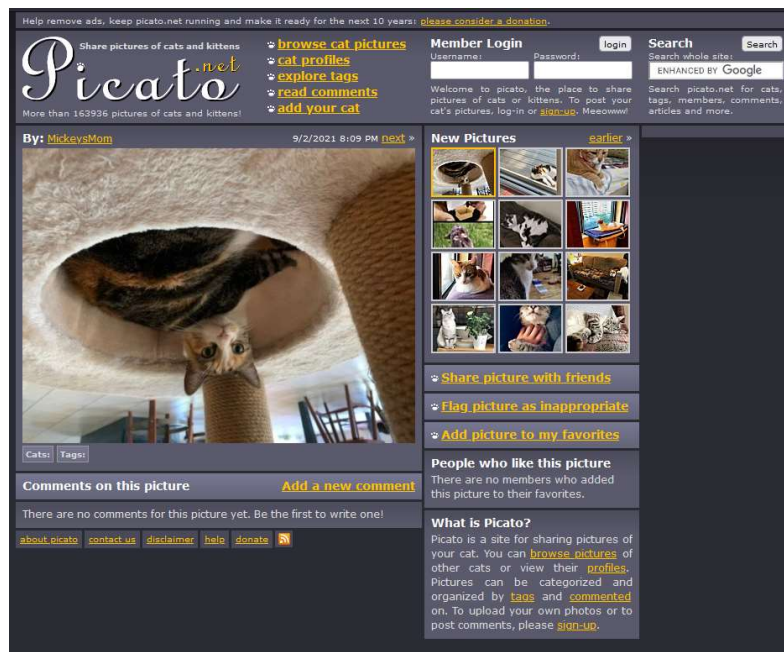 Help remove ads, keep picato.net running and make it ready for the next 10 years: please consider a donation.
Share pictures of cats and kittens
Picato.net
More than 163936 pictures of cats and kittens!
browse cat pictures
cat profiles
explore tags
read comments
add your cat
Member Login
login
Username:
Password:
Welcome to picato, the place to share
pictures of cats or kittens. To post your
cat's pictures, log-in or sign-up. Meeowww!
Search
Search
Search whole site:
ENHANCED BY Google
Search picato.net for cats,
tags, members, comments,
articles and more.
By: MickeysMom
9/2/2021 8:09 PM next »
Cats:
Tags:
Comments on this picture
Add a new comment
There are no comments for this picture yet. Be the first to write one!
about picato
contact us
disclaimer
help
donate
New Pictures
earlier »
Share picture with friends
Flag picture as inappropriate
Add picture to my favorites
People who like this picture
There are no members who added
this picture to their favorites.
What is Picato?
Picato is a site for sharing pictures of
your cat. You can browse pictures of
other cats or view their profiles.
Pictures can be categorized and
organized by tags and commented
on. To upload your own photos or to
post comments, please sign-up.